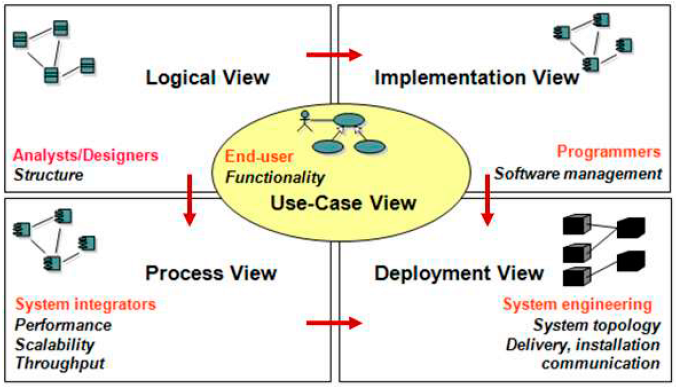 Logical View
Implementation View
Analysts/Designers
Structure
End-user
Functionality
Use-Case View
Programmers
Software management
Process View
Deployment View
System integrators
Performance
Scalability
Throughput
System engineering
System topology
Delivery, installation
communication